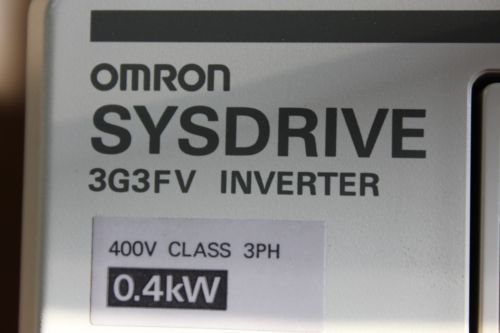 OMRON
SYSDRIVE
3G3FV INVERTER
400V CLASS 3PH
0.4kW